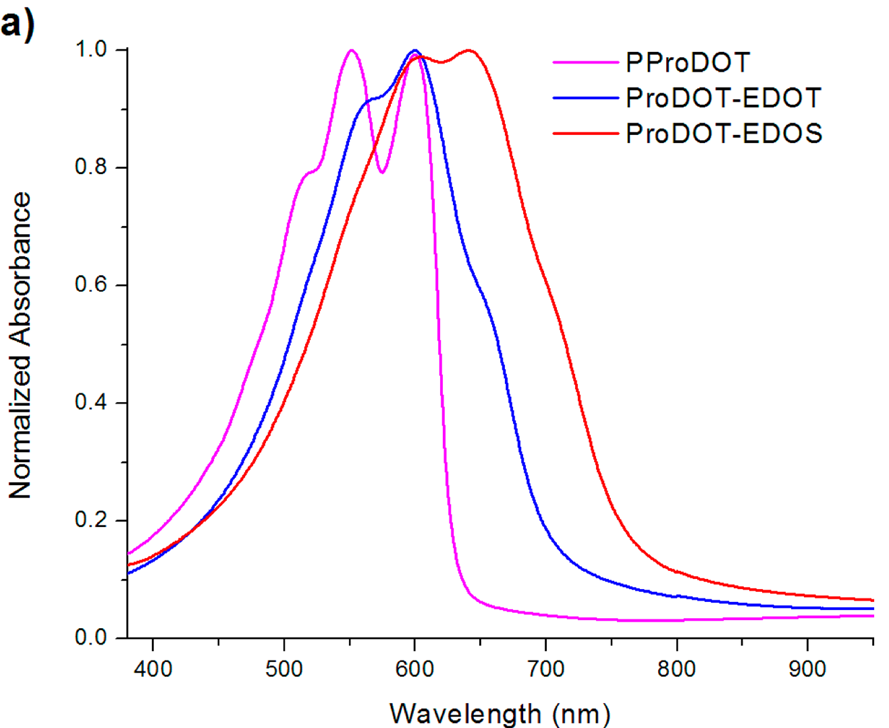 a)
1.0
0.8
0.6
0.4
0.2
0.0
Normalized Absorbance
PProDOT
ProDOT-EDOT
ProDOT-EDOS
400 500 600 700 800 900
Wavelength (nm)